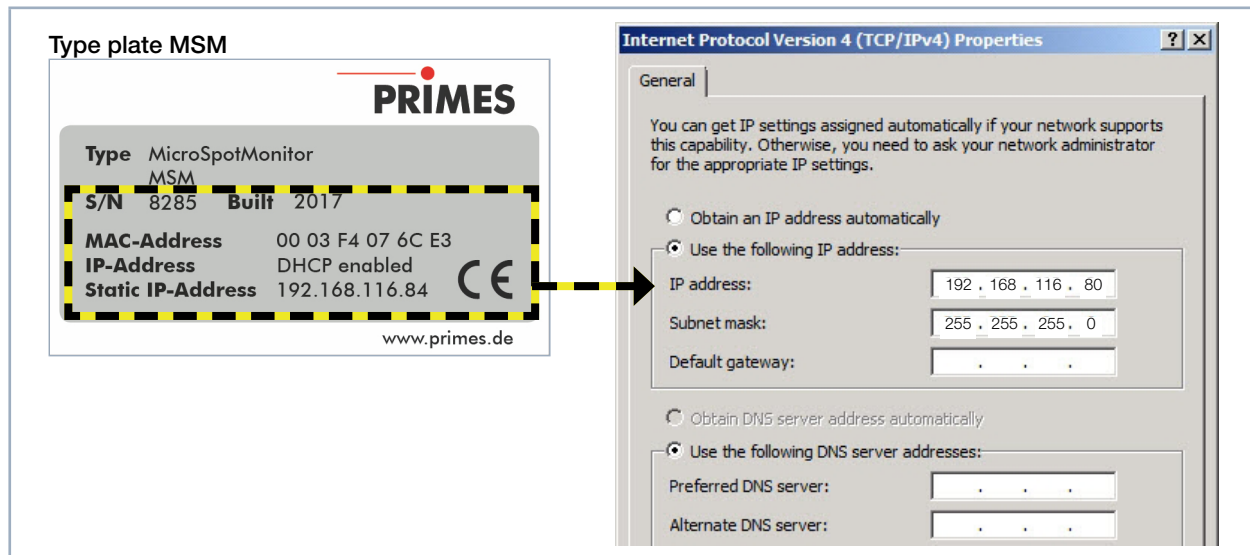 Type plate MSM
PRIMES
Type MicroSpotMonitor
MSM
S/N 8285 Built 2017
MAC-Address 00 03 F4 07 6C E3
IP-Address DHCP enabled
Static IP-Address 192.168.116.84
CE
www.primes.de
Internet Protocol Version 4 (TCP/IPv4) Properties
General
You can get IP settings assigned automatically if your network supports
this capability. Otherwise, you need to ask your network administrator
for the appropriate IP settings.
Obtain an IP address automatically
Use the following IP address:
IP address: 192 . 168 . 116 . 80
Subnet mask: 255 . 255 . 255 . 0
Default gateway: . . .
Obtain DNS server address automatically
Use the following DNS server addresses:
Preferred DNS server: . . .
Alternate DNS server: . . .